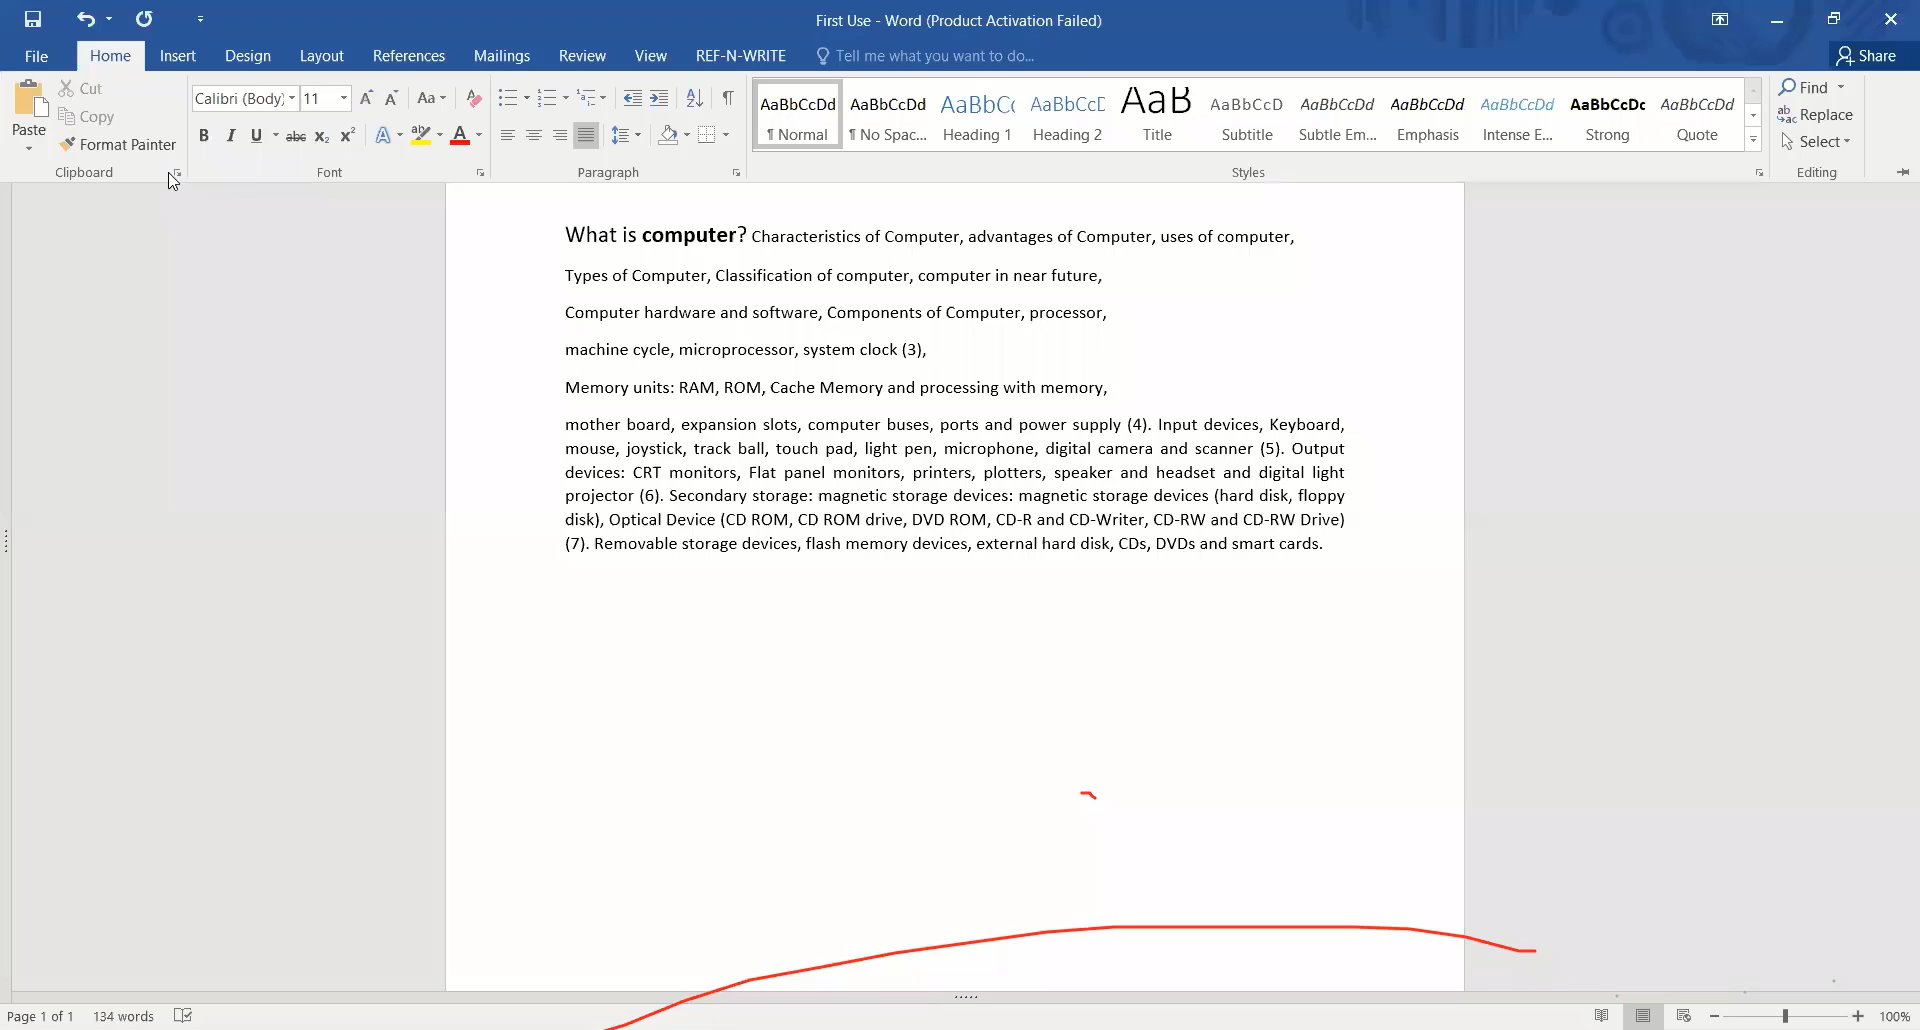 First Use - Word (Product Activation Failed)
File Home Insert Design Layout References Mailings Review View REF-N-WRITE Tell me what you want to do... Share
Paste
Cut
Copy
Format Painter
Clipboard
Calibri (Body) 11 Aa
B I U abc x₂ x² A ab A
Font
Paragraph
AaBbCcDd AaBbCcDd AaBbCc AaBbCcD AaB AaBbCcD AaBbCcDd AaBbCcDd AaBbCcDd AaBbCcDc AaBbCcDd
¶ Normal ¶ No Spac... Heading 1 Heading 2 Title Subtitle Subtle Em... Emphasis Intense E... Strong Quote
Styles
Find
Replace
Select
Editing
What is computer? Characteristics of Computer, advantages of Computer, uses of computer,
Types of Computer, Classification of computer, computer in near future,
Computer hardware and software, Components of Computer, processor,
machine cycle, microprocessor, system clock (3),
Memory units: RAM, ROM, Cache Memory and processing with memory,
mother board, expansion slots, computer buses, ports and power supply (4). Input devices, Keyboard,
mouse, joystick, track ball, touch pad, light pen, microphone, digital camera and scanner (5). Output
devices: CRT monitors, Flat panel monitors, printers, plotters, speaker and headset and digital light
projector (6). Secondary storage: magnetic storage devices: magnetic storage devices (hard disk, floppy
disk), Optical Device (CD ROM, CD ROM drive, DVD ROM, CD-R and CD-Writer, CD-RW and CD-RW Drive)
(7). Removable storage devices, flash memory devices, external hard disk, CDs, DVDs and smart cards.
Page 1 of 1 134 words 100%